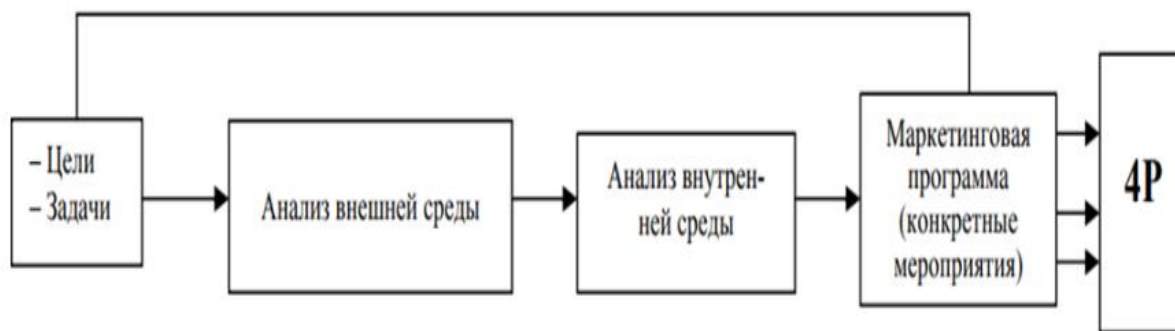 – Цели
– Задачи
Анализ внешней среды
Анализ внутрен-
ней среды
Маркетинговая
программа
(конкретные
мероприятия)
4P